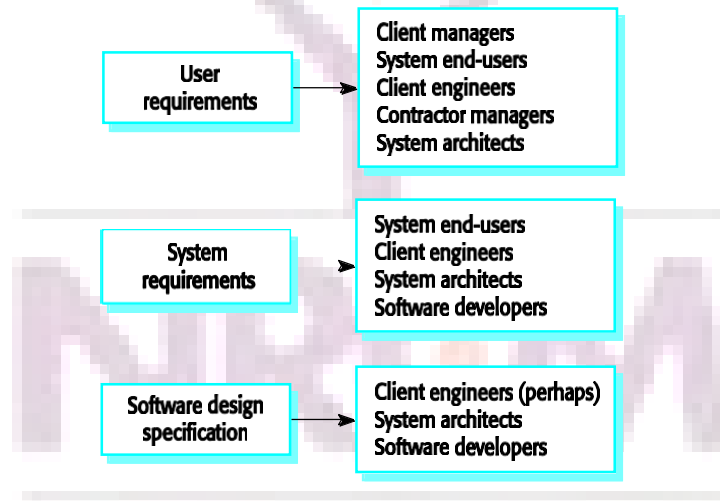 User
requirements
Client managers
System end-users
Client engineers
Contractor managers
System architects
System
requirements
System end-users
Client engineers
System architects
Software developers
Software design
specification
Client engineers (perhaps)
System architects
Software developers